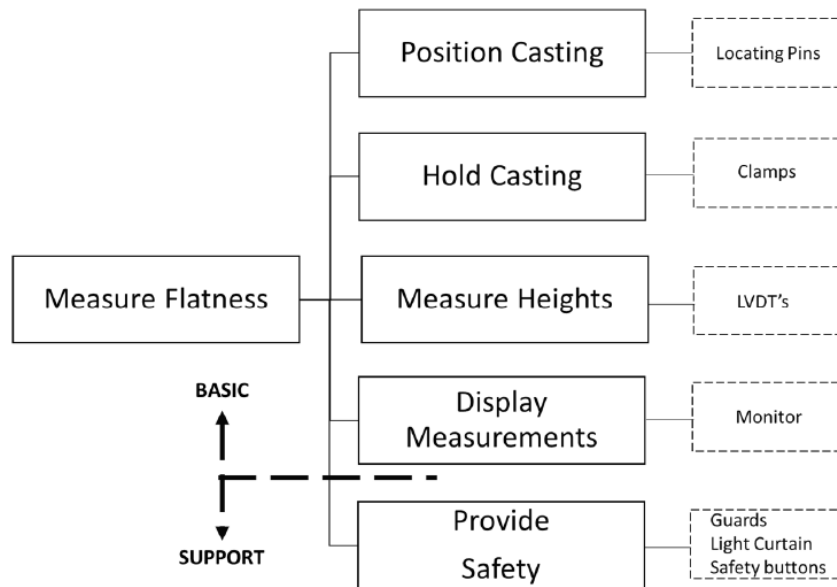 Position Casting
Locating Pins
Hold Casting
Clamps
Measure Flatness
Measure Heights
LVDT's
BASIC
Display
Measurements
Monitor
SUPPORT
Provide
Safety
Guards
Light Curtain
Safety buttons